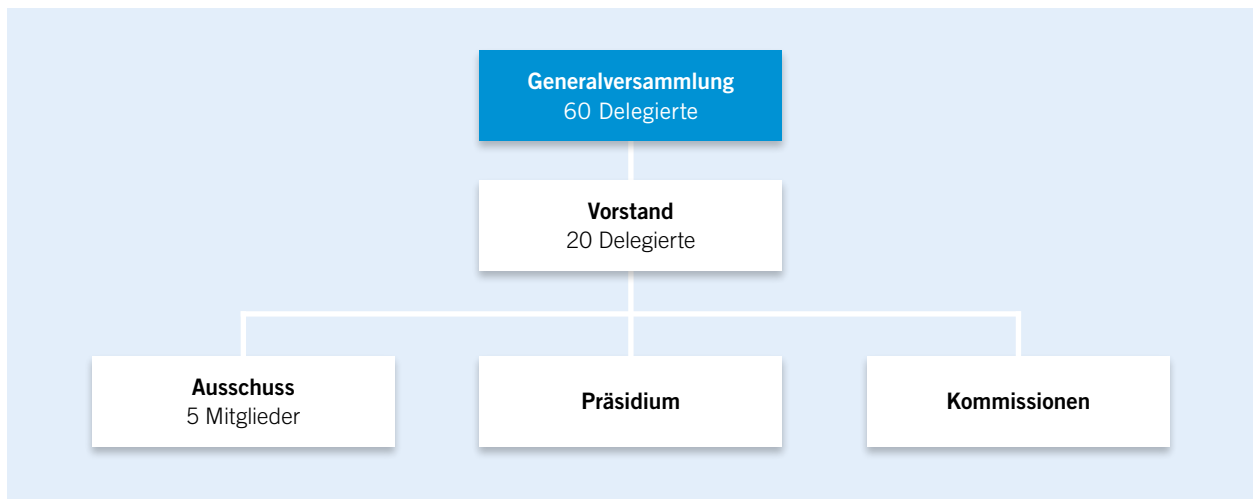 Generalversammlung
60 Delegierte
Vorstand
20 Delegierte
Ausschuss
5 Mitglieder
Präsidium
Kommissionen